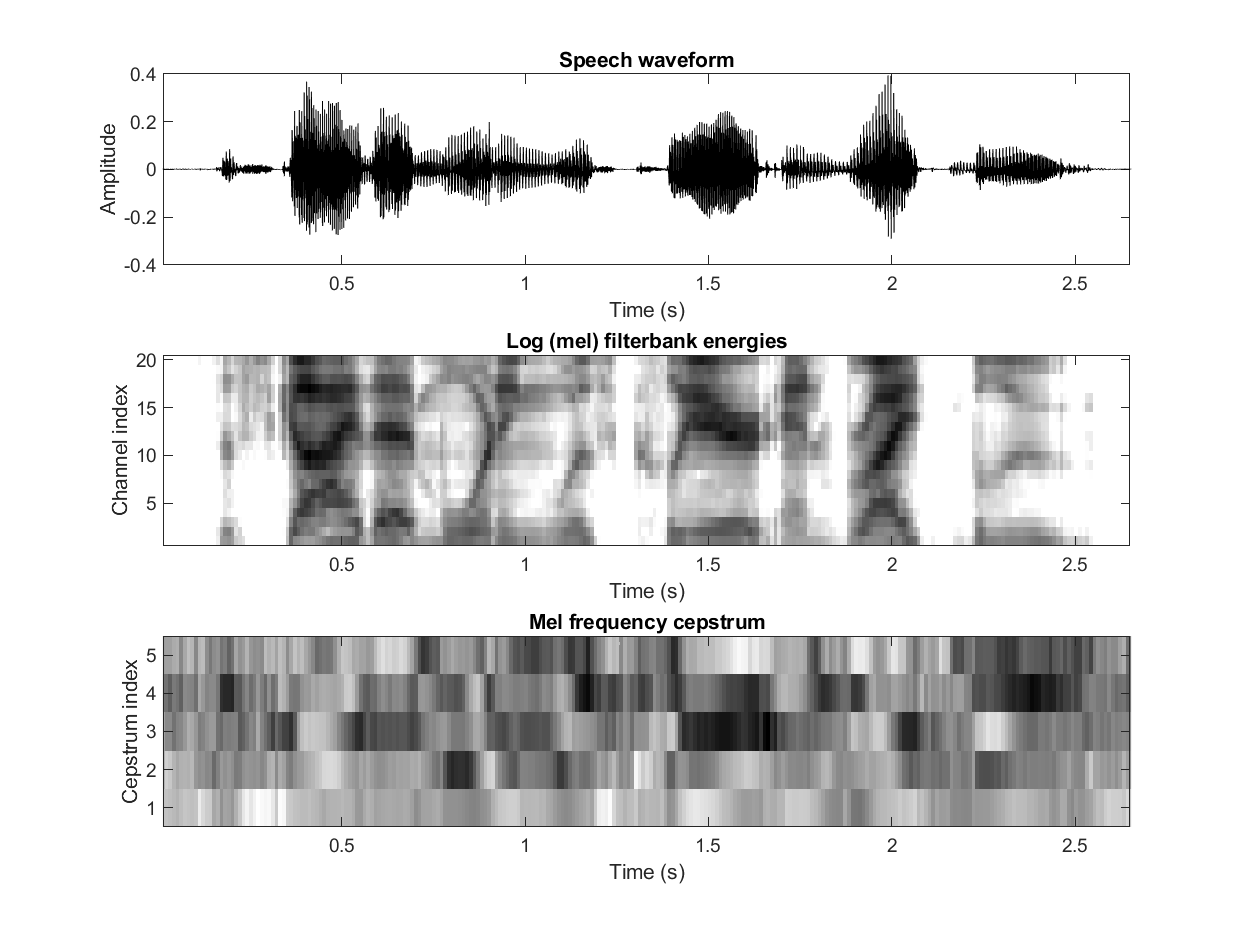 Speech waveform
0.4
0.2
0
-0.2
-0.4
Amplitude
0.5 1 1.5 2 2.5
Time (s)
Log (mel) filterbank energies
20
15
10
5
Channel index
0.5 1 1.5 2 2.5
Time (s)
Mel frequency cepstrum
5
4
3
2
1
Cepstrum index
0.5 1 1.5 2 2.5
Time (s)